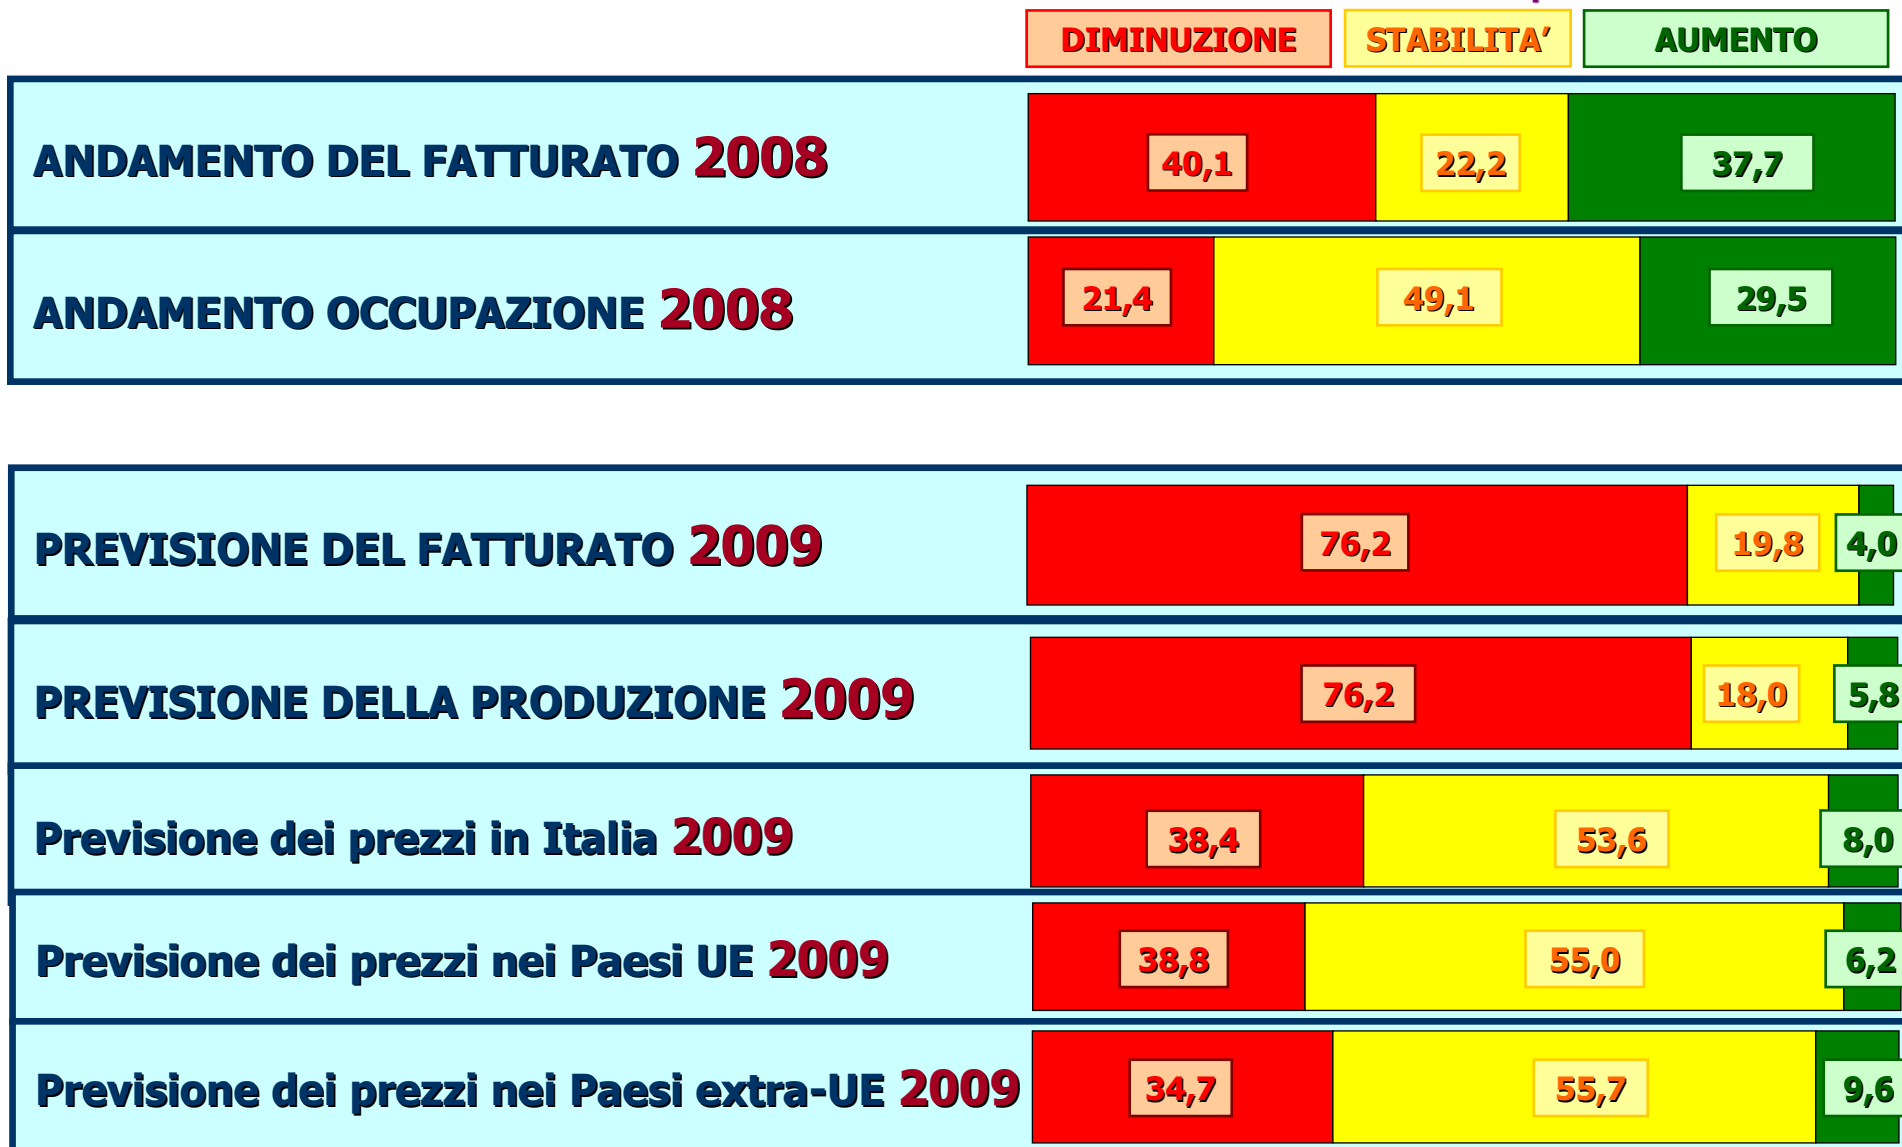 DIMINUZIONE STABILITA’ AUMENTO
ANDAMENTO DEL FATTURATO 2008 40,1 22,2 37,7
ANDAMENTO OCCUPAZIONE 2008 21,4 49,1 29,5
PREVISIONE DEL FATTURATO 2009 76,2 19,8 4,0
PREVISIONE DELLA PRODUZIONE 2009 76,2 18,0 5,8
Previsione dei prezzi in Italia 2009 38,4 53,6 8,0
Previsione dei prezzi nei Paesi UE 2009 38,8 55,0 6,2
Previsione dei prezzi nei Paesi extra-UE 2009 34,7 55,7 9,6